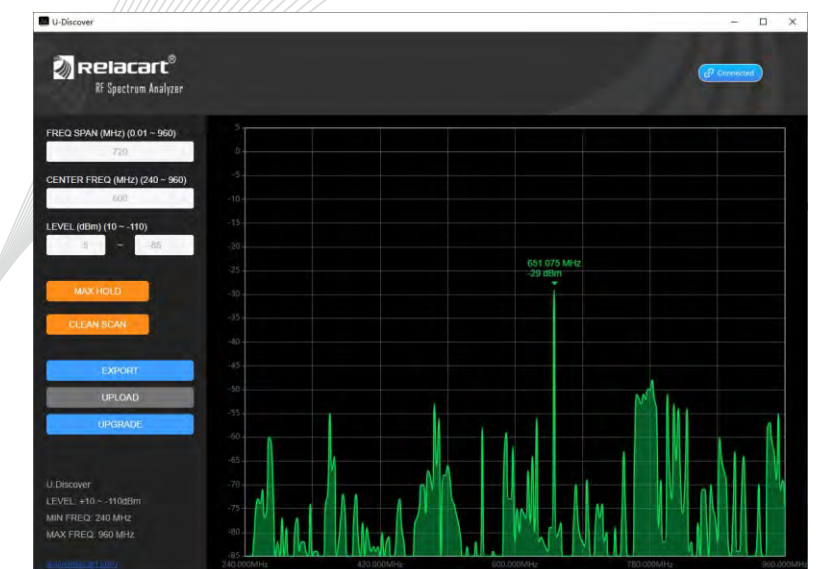 U-Discover
Relacart®
RF Spectrum Analyzer
Connected
FREQ SPAN (MHz) (0.01 ~ 960)
720
CENTER FREQ (MHz) (240 ~ 960)
600
LEVEL (dBm) (10 ~ -110)
5 ~ -85
MAX HOLD
CLEAN SCAN
EXPORT
UPLOAD
UPGRADE
U.Discover
LEVEL: +10 ~ -110dBm
MIN FREQ: 240 MHz
MAX FREQ: 960 MHz
5
0
-5
-10
-15
-20
-25
-30
-35
-40
-45
-50
-55
-60
-65
-70
-75
-80
-85
651.075 MHz
-29 dBm
240.000MHz 420.000MHz 600.000MHz 780.000MHz 960.000MHz